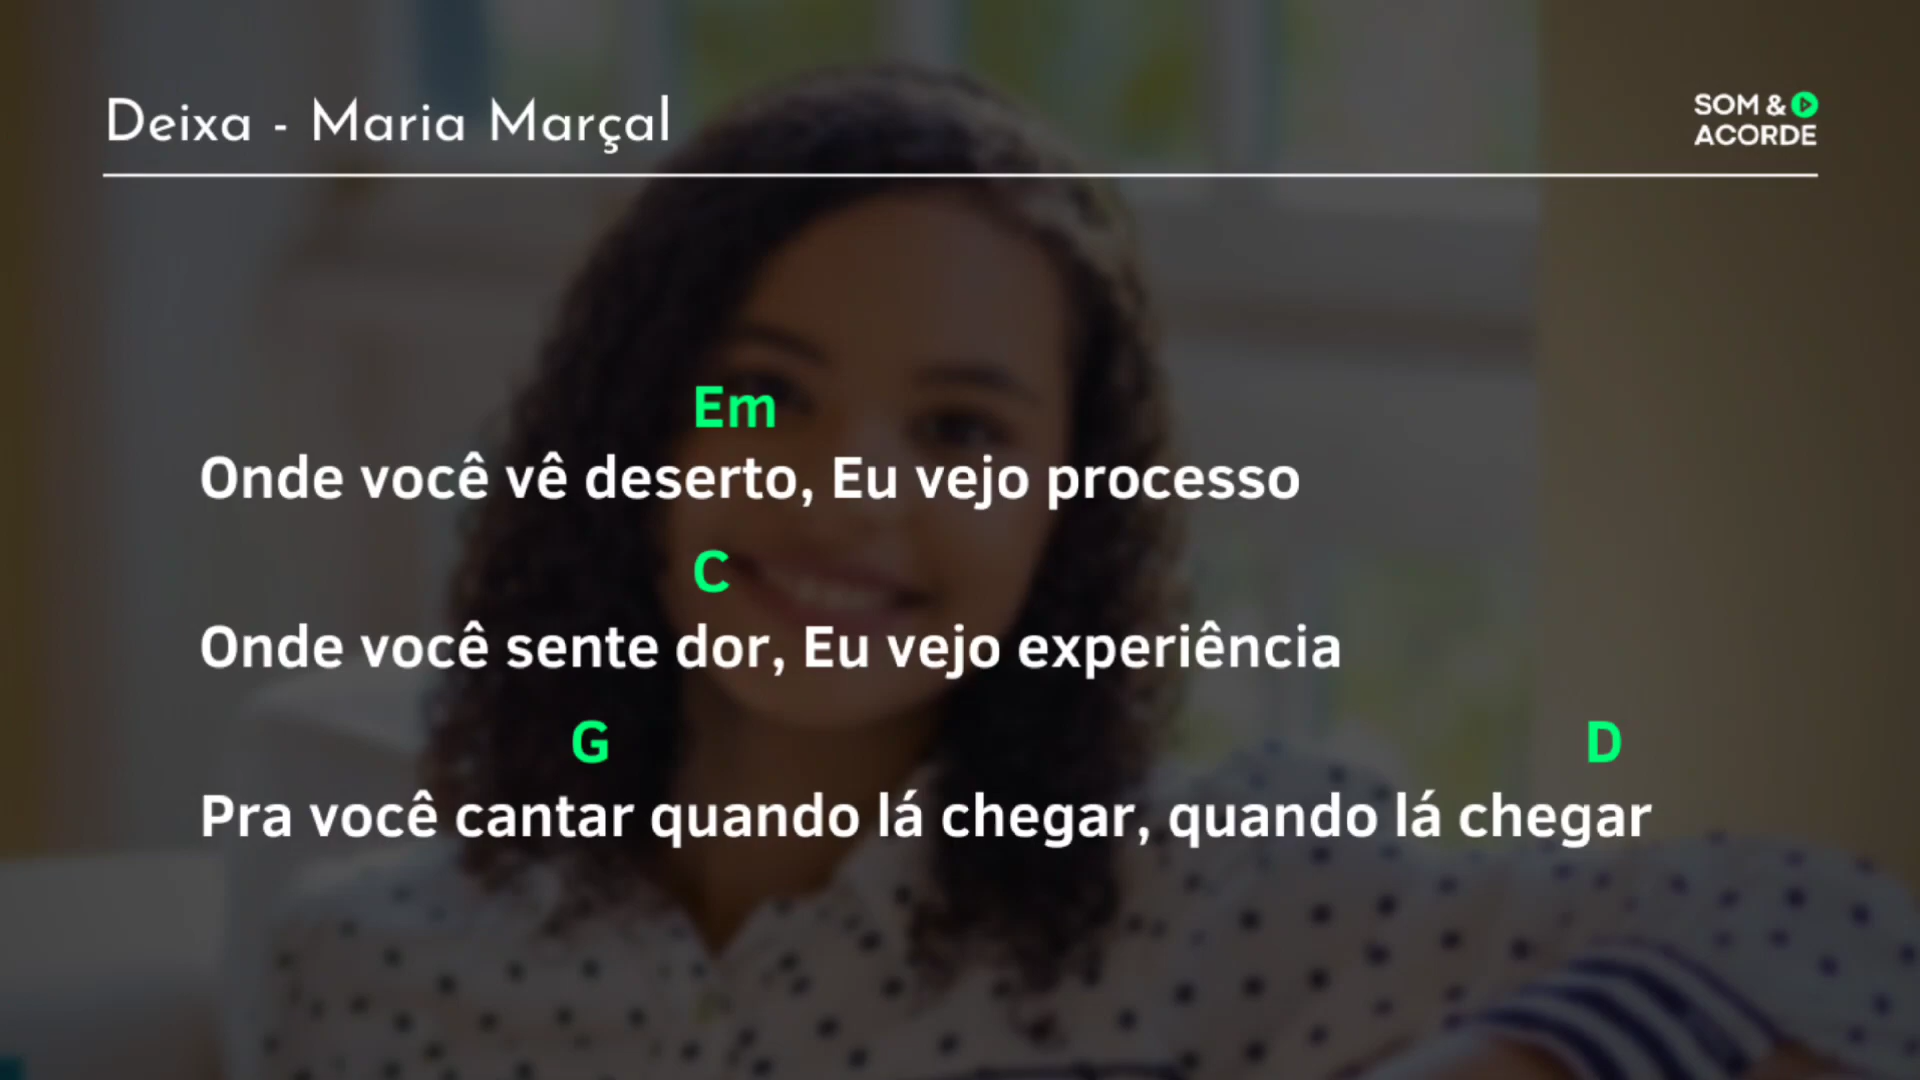 Deixa - Maria Marçal
SOM &
ACORDE
Em
Onde você vê deserto, Eu vejo processo
C
Onde você sente dor, Eu vejo experiência
G D
Pra você cantar quando lá chegar, quando lá chegar